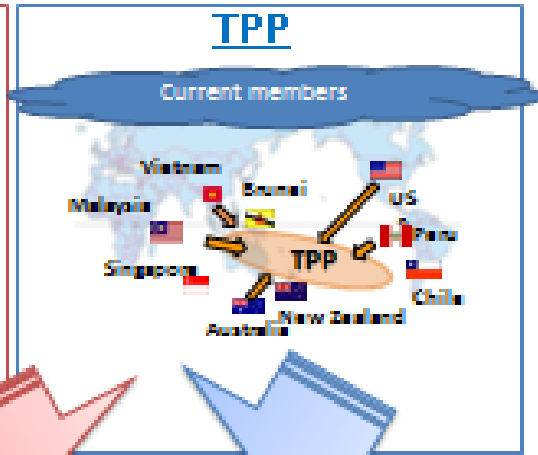 TPP
Current members
Vietnam
Brunei
Malaysia
US
Peru
TPP
Singapore
Chile
New Zealand
Australia